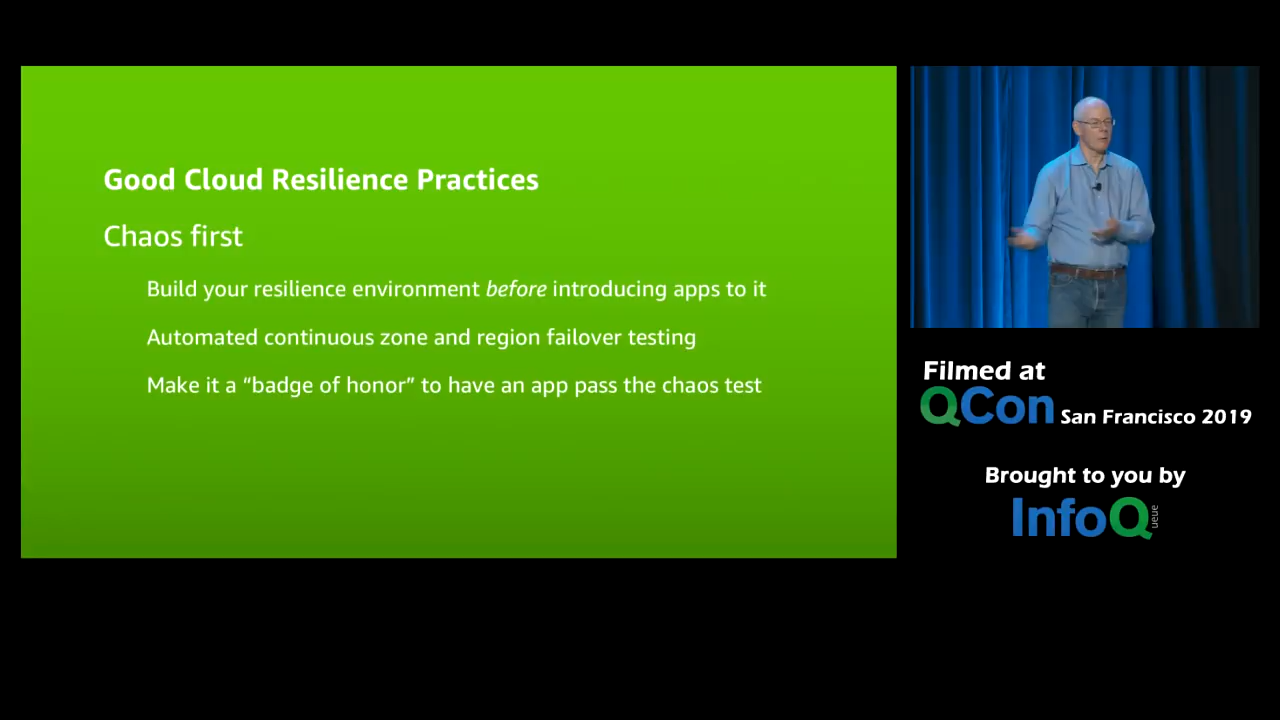 Good Cloud Resilience Practices
Chaos first
Build your resilience environment before introducing apps to it
Automated continuous zone and region failover testing
Make it a “badge of honor” to have an app pass the chaos test
Filmed at
QCon San Francisco 2019
Brought to you by
InfoQueue